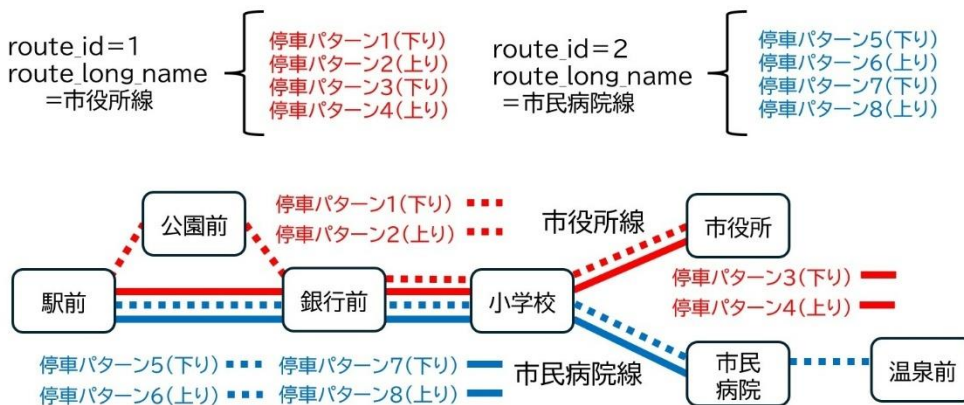 route_id=1
route_long_name
=市役所線
停車パターン1(下り)
停車パターン2(上り)
停車パターン3(下り)
停車パターン4(上り)
route_id=2
route_long_name
=市民病院線
停車パターン5(下り)
停車パターン6(上り)
停車パターン7(下り)
停車パターン8(上り)
公園前
停車パターン1(下り)
停車パターン2(上り)
市役所線
市役所
駅前
銀行前
小学校
停車パターン3(下り)
停車パターン4(上り)
停車パターン5(下り)
停車パターン6(上り)
停車パターン7(下り)
停車パターン8(上り)
市民病院線
市民
病院
温泉前